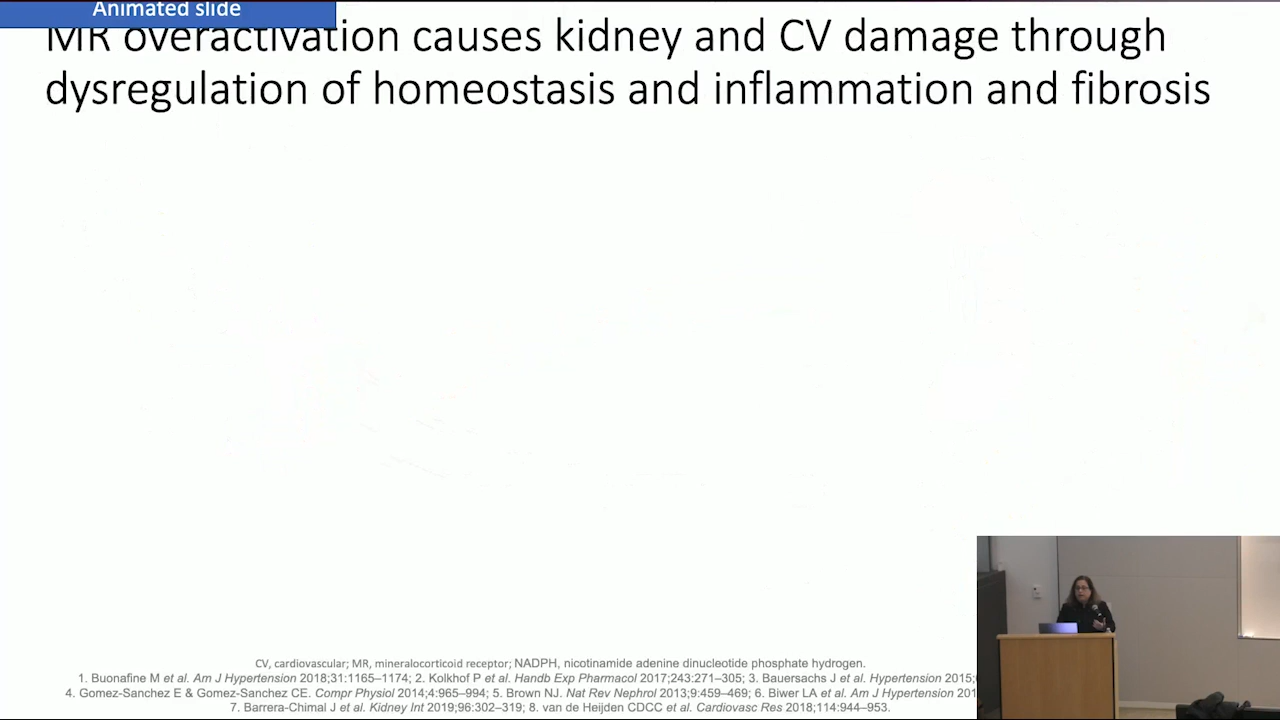 Animated slide
MR overactivation causes kidney and CV damage through
dysregulation of homeostasis and inflammation and fibrosis
CV, cardiovascular; MR, mineralocorticoid receptor; NADPH, nicotinamide adenine dinucleotide phosphate hydrogen.
1. Buonafine M et al. Am J Hypertension 2018;31:1165–1174; 2. Kolkhof P et al. Handb Exp Pharmacol 2017;243:271–305; 3. Bauersachs J et al. Hypertension 2015;
4. Gomez-Sanchez E & Gomez-Sanchez CE. Compr Physiol 2014;4:965–994; 5. Brown NJ. Nat Rev Nephrol 2013;9:459–469; 6. Biwer LA et al. Am J Hypertension 201
7. Barrera-Chimal J et al. Kidney Int 2019;96:302–319; 8. van de Heijden CDCC et al. Cardiovasc Res 2018;114:944–953.